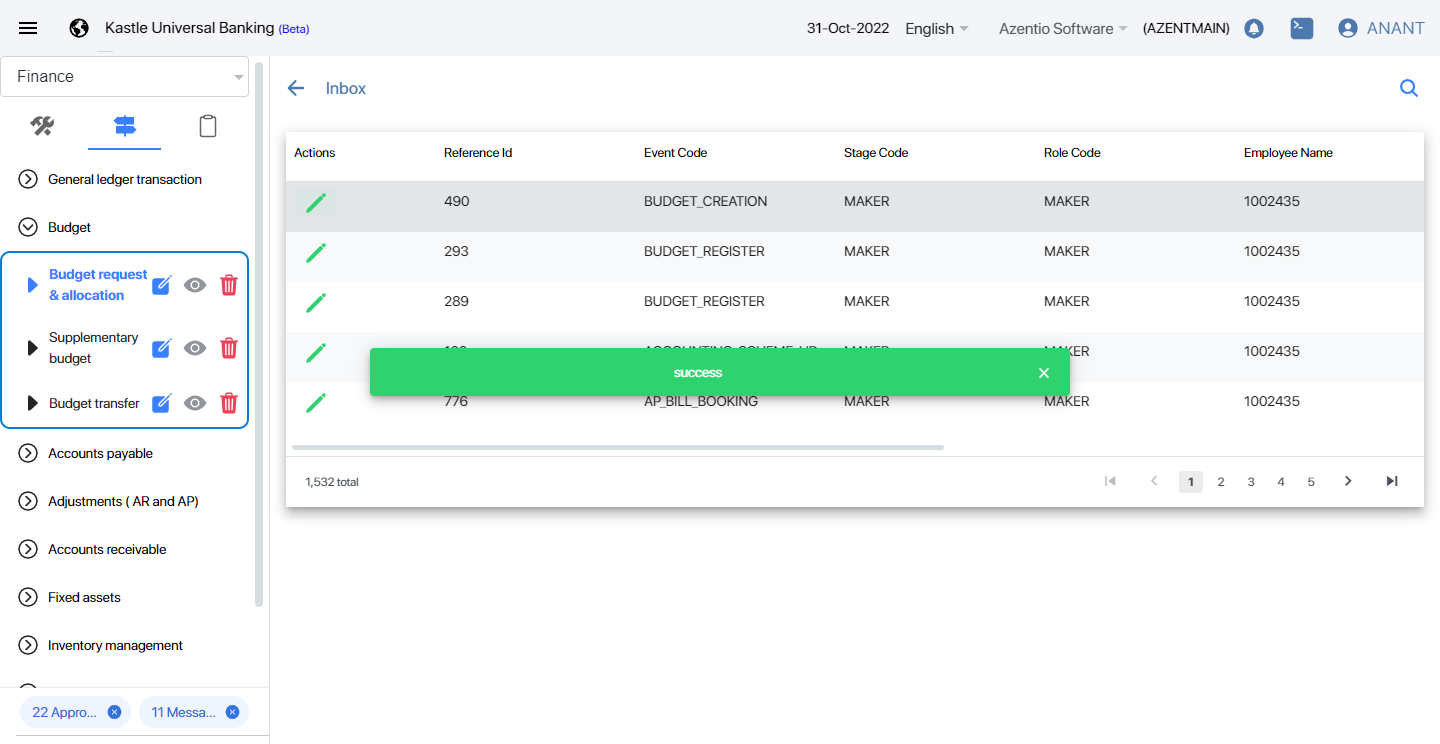 Kastle Universal Banking (Beta)
31-Oct-2022
English
Azentio Software
(AZENTMAIN)
ANANT
Finance
General ledger transaction
Budget
Budget request
& allocation
Supplementary
budget
Budget transfer
Accounts payable
Adjustments ( AR and AP)
Accounts receivable
Fixed assets
Inventory management
22 Appro...
11 Messa...
Inbox
Actions Reference Id Event Code Stage Code Role Code Employee Name
490 BUDGET_CREATION MAKER MAKER 1002435
293 BUDGET_REGISTER MAKER MAKER 1002435
289 BUDGET_REGISTER MAKER MAKER 1002435
MAKER MAKER 1002435
success
776 AP_BILL_BOOKING MAKER MAKER 1002435
1,532 total
1 2 3 4 5